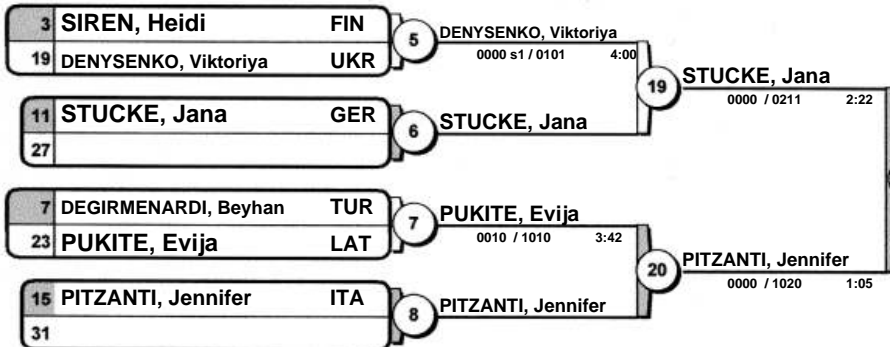 3 SIREN, Heidi FIN
19 DENYSENKO, Viktoriya UKR
5
DENYSENKO, Viktoriya
0000 s1 / 0101 4:00
11 STUCKE, Jana GER
27
6
STUCKE, Jana
19
STUCKE, Jana
0000 / 0211 2:22
7 DEGIRMENARDI, Beyhan TUR
23 PUKITE, Evija LAT
7
PUKITE, Evija
0010 / 1010 3:42
15 PITZANTI, Jennifer ITA
31
8
PITZANTI, Jennifer
20
PITZANTI, Jennifer
0000 / 1020 1:05